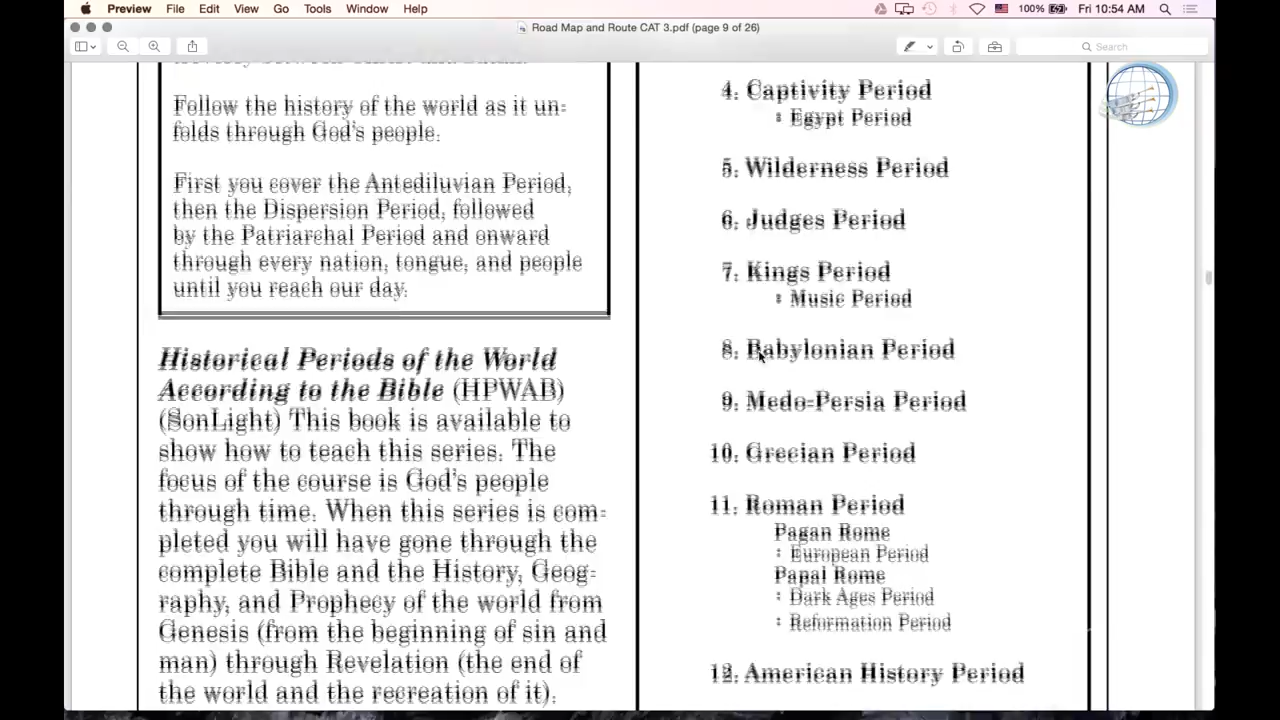 Preview File Edit View Go Tools Window Help
100% Fri 10:54 AM
Road Map and Route CAT 3.pdf (page 9 of 26)
Search
Follow the history of the world as it un-
folds through God's people.
First you cover the Antediluvian Period,
then the Dispersion Period, followed
by the Patriarchal Period and onward
through every nation, tongue, and people
until you reach our day.
Historical Periods of the World
According to the Bible (HPWAB)
(SonLight) This book is available to
show how to teach this series. The
focus of the course is God's people
through time. When this series is com-
pleted you will have gone through the
complete Bible and the History, Geog-
raphy, and Prophecy of the world from
Genesis (from the beginning of sin and
man) through Revelation (the end of
the world and the recreation of it).
4. Captivity Period
• Egypt Period
5. Wilderness Period
6. Judges Period
7. Kings Period
• Music Period
8. Babylonian Period
9. Medo-Persia Period
10. Grecian Period
11. Roman Period
Pagan Rome
• European Period
Papal Rome
• Dark Ages Period
• Reformation Period
12. American History Period